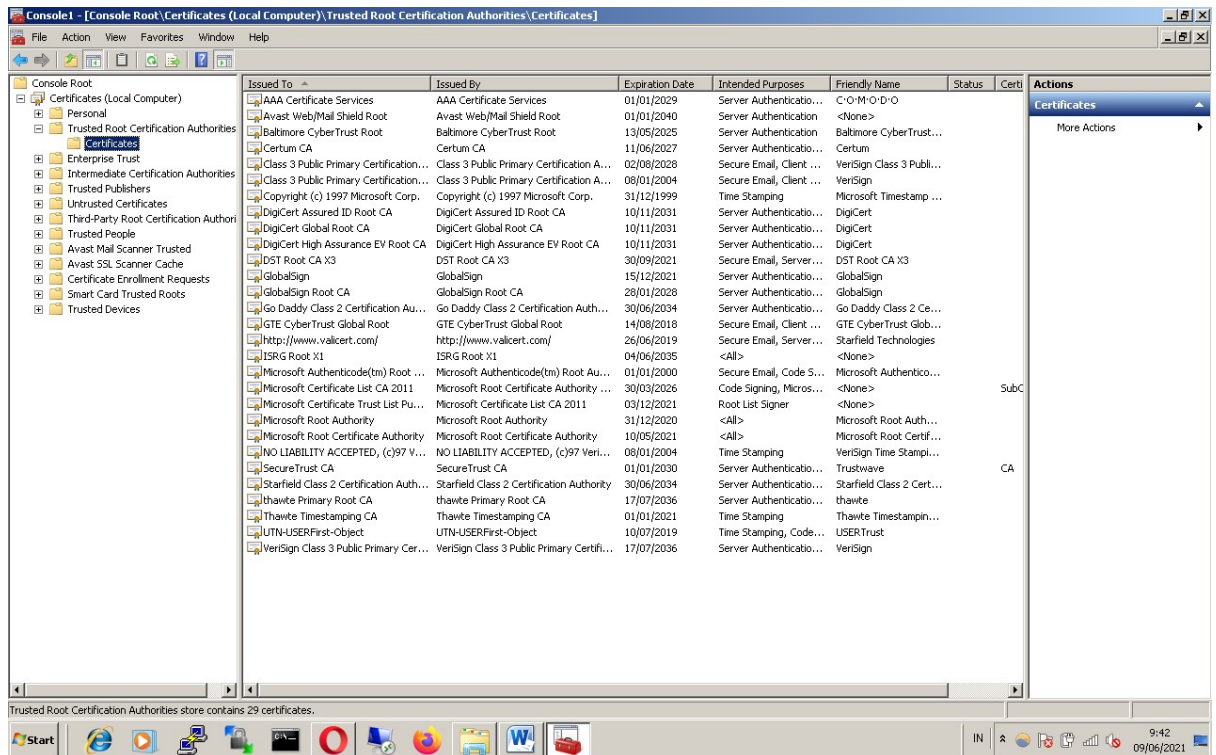 Console1 - [Console Root\Certificates (Local Computer)\Trusted Root Certification Authorities\Certificates]
File Action View Favorites Window Help
Console Root
Certificates (Local Computer)
Personal
Trusted Root Certification Authorities
Certificates
Enterprise Trust
Intermediate Certification Authorities
Trusted Publishers
Untrusted Certificates
Third-Party Root Certification Authori
Trusted People
Avast Mail Scanner Trusted
Avast SSL Scanner Cache
Certificate Enrollment Requests
Smart Card Trusted Roots
Trusted Devices
Issued To Issued By Expiration Date Intended Purposes Friendly Name Status Certi
AAA Certificate Services AAA Certificate Services 01/01/2029 Server Authenticatio... C·O·M·O·D·O
Avast Web/Mail Shield Root Avast Web/Mail Shield Root 01/01/2040 Server Authentication <None>
Baltimore CyberTrust Root Baltimore CyberTrust Root 13/05/2025 Server Authenticatio... Baltimore CyberTrust...
Certum CA Certum CA 11/06/2027 Server Authenticatio... Certum
Class 3 Public Primary Certification... Class 3 Public Primary Certification A... 02/08/2028 Secure Email, Client ... VeriSign Class 3 Publi...
Class 3 Public Primary Certification... Class 3 Public Primary Certification A... 08/01/2004 Secure Email, Client ... VeriSign
Copyright (c) 1997 Microsoft Corp. Copyright (c) 1997 Microsoft Corp. 31/12/1999 Time Stamping Microsoft Timestamp ...
DigiCert Assured ID Root CA DigiCert Assured ID Root CA 10/11/2031 Server Authenticatio... DigiCert
DigiCert Global Root CA DigiCert Global Root CA 10/11/2031 Server Authenticatio... DigiCert
DigiCert High Assurance EV Root CA DigiCert High Assurance EV Root CA 10/11/2031 Server Authenticatio... DigiCert
DST Root CA X3 DST Root CA X3 30/09/2021 Secure Email, Server... DST Root CA X3
GlobalSign GlobalSign 15/12/2021 Server Authenticatio... GlobalSign
GlobalSign Root CA GlobalSign Root CA 28/01/2028 Server Authenticatio... GlobalSign
Go Daddy Class 2 Certification Au... Go Daddy Class 2 Certification Auth... 30/06/2034 Server Authenticatio... Go Daddy Class 2 Ce...
GTE CyberTrust Global Root GTE CyberTrust Global Root 14/08/2018 Secure Email, Client ... GTE CyberTrust Glob...
http://www.valicert.com/ http://www.valicert.com/ 26/06/2019 Secure Email, Server... Starfield Technologies
ISRG Root X1 ISRG Root X1 04/06/2035 <All> <None>
Microsoft Authenticode(tm) Root ... Microsoft Authenticode(tm) Root Au... 01/01/2000 Secure Email, Code S... Microsoft Authentico...
Microsoft Certificate List CA 2011 Microsoft Root Certificate Authority ... 30/03/2026 Code Signing, Micros... <None> SubC
Microsoft Certificate Trust List Pu... Microsoft Certificate List CA 2011 03/12/2021 Root List Signer <None>
Microsoft Root Authority Microsoft Root Authority 31/12/2020 <All> Microsoft Root Auth...
Microsoft Root Certificate Authority Microsoft Root Certificate Authority 10/05/2021 <All> Microsoft Root Certif...
NO LIABILITY ACCEPTED, (c)97 V... NO LIABILITY ACCEPTED, (c)97 Veri... 08/01/2004 Time Stamping VeriSign Time Stampi...
SecureTrust CA SecureTrust CA 01/01/2030 Server Authenticatio... Trustwave CA
Starfield Class 2 Certification Auth... Starfield Class 2 Certification Authority 30/06/2034 Server Authenticatio... Starfield Class 2 Cert...
thawte Primary Root CA thawte Primary Root CA 17/07/2036 Server Authenticatio... thawte
Thawte Timestamping CA Thawte Timestamping CA 01/01/2021 Time Stamping Thawte Timestampin...
UTN-USERFirst-Object UTN-USERFirst-Object 10/07/2019 Time Stamping, Code... USERTrust
VeriSign Class 3 Public Primary Cer... VeriSign Class 3 Public Primary Certifi... 17/07/2036 Server Authenticatio... VeriSign
Actions
Certificates
More Actions
Trusted Root Certification Authorities store contains 29 certificates.
Start
IN
9:42
09/06/2021